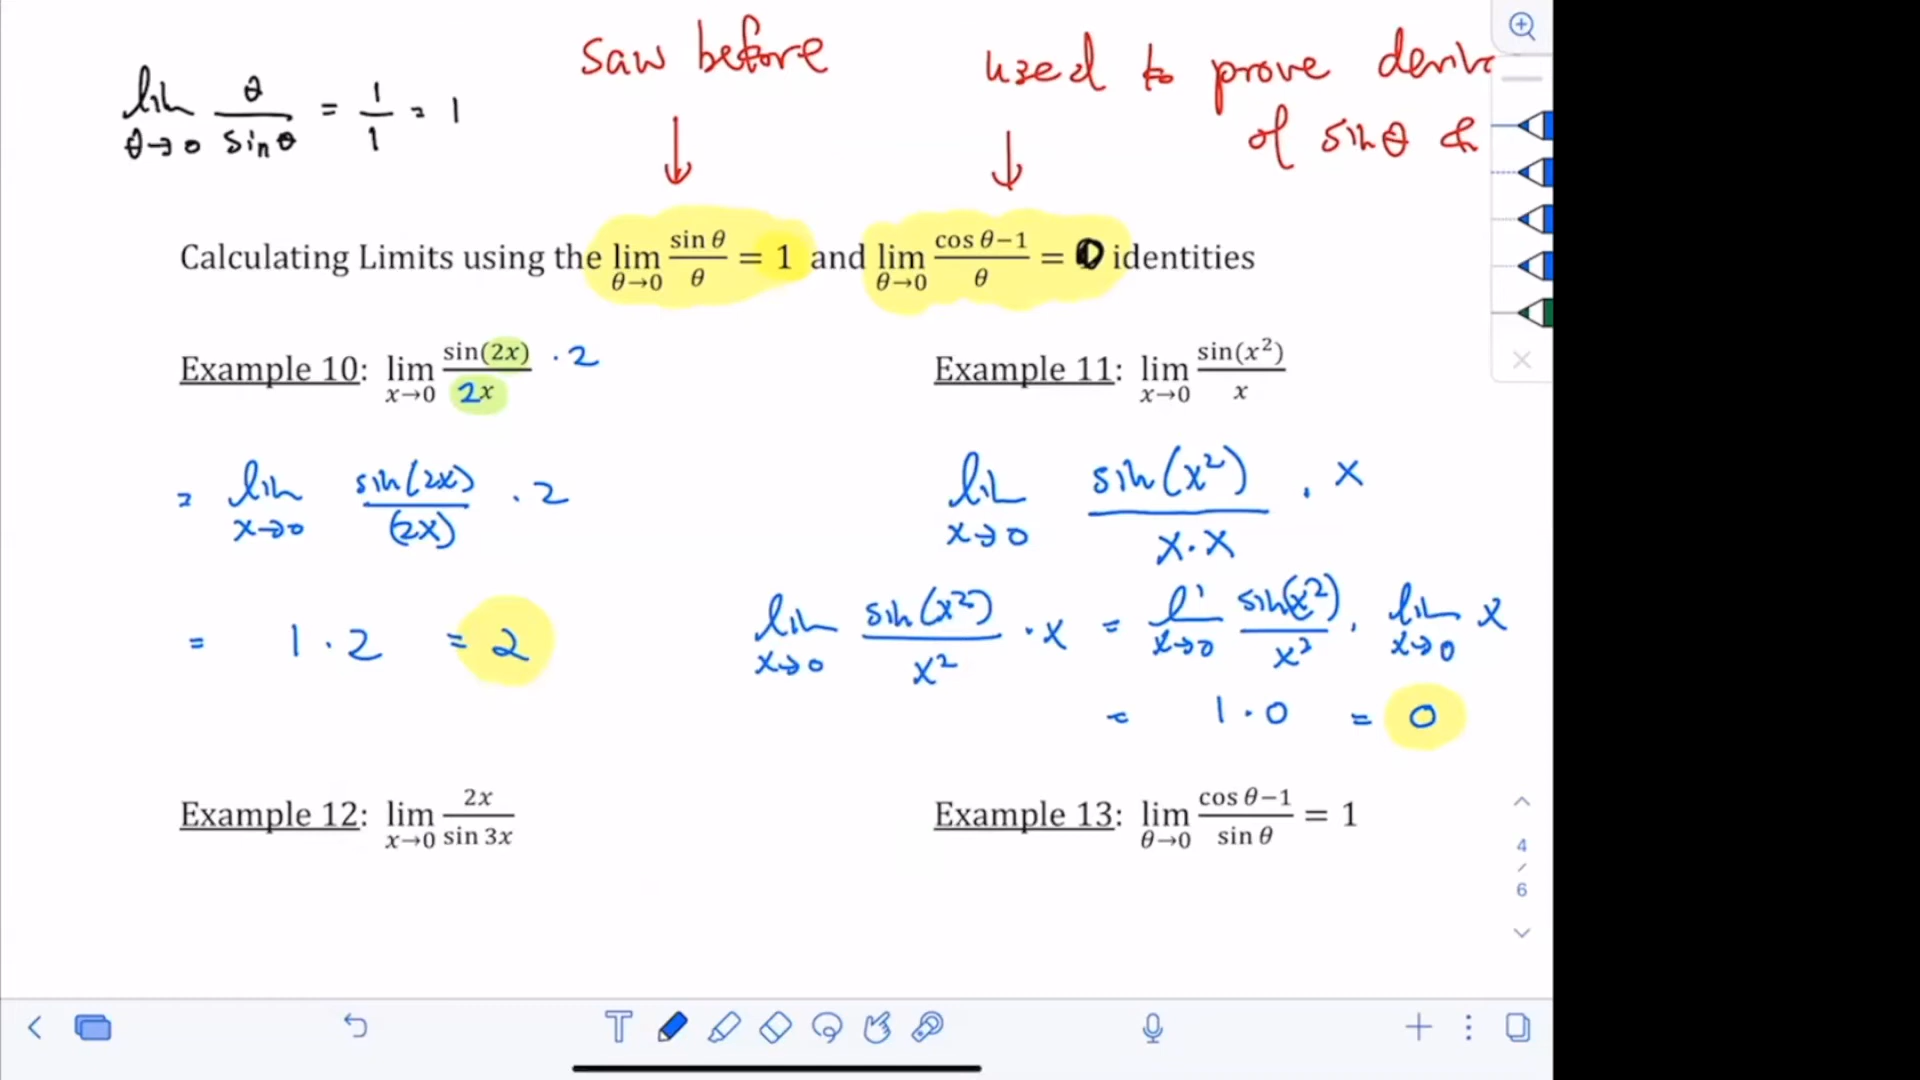 saw before
used to prove deriv
of sin θ &
lim θ→0 θ/sin θ = 1/1 = 1
Calculating Limits using the lim θ→0 sin θ/θ = 1 and lim θ→0 cos θ−1/θ = 0 identities
Example 10: lim x→0 sin(2x)/2x · 2
Example 11: lim x→0 sin(x²)/x
= lim x→0 sin(2x)/(2x) · 2
lim x→0 sin(x²)/x·x · x
= 1 · 2 = 2
lim x→0 sin(x²)/x² · x = li x→0 sin(x²)/x² · lim x→0 x
= 1 · 0 = 0
Example 12: lim x→0 2x/sin 3x
Example 13: lim θ→0 cos θ−1/sin θ = 1
4
/
6
T